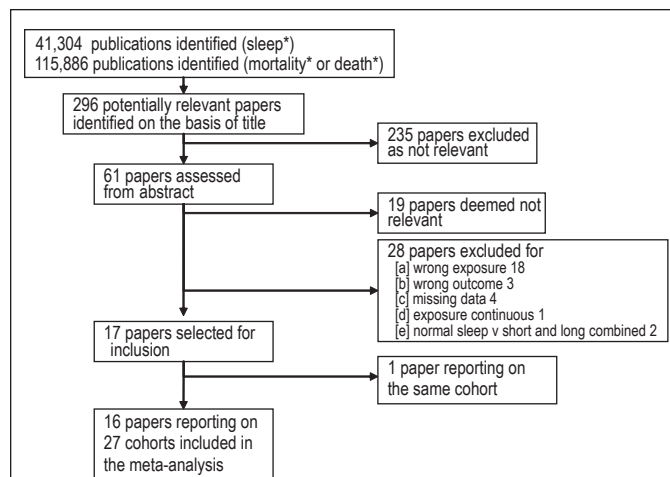 41,304 publications identified (sleep*)
115,886 publications identified (mortality* or death*)
296 potentially relevant papers
identified on the basis of title
235 papers excluded
as not relevant
61 papers assessed
from abstract
19 papers deemed not
relevant
28 papers excluded for
[a] wrong exposure 18
[b] wrong outcome 3
[c] missing data 4
[d] exposure continuous 1
[e] normal sleep v short and long combined 2
17 papers selected for
inclusion
1 paper reporting on
the same cohort
16 papers reporting on
27 cohorts included in
the meta-analysis